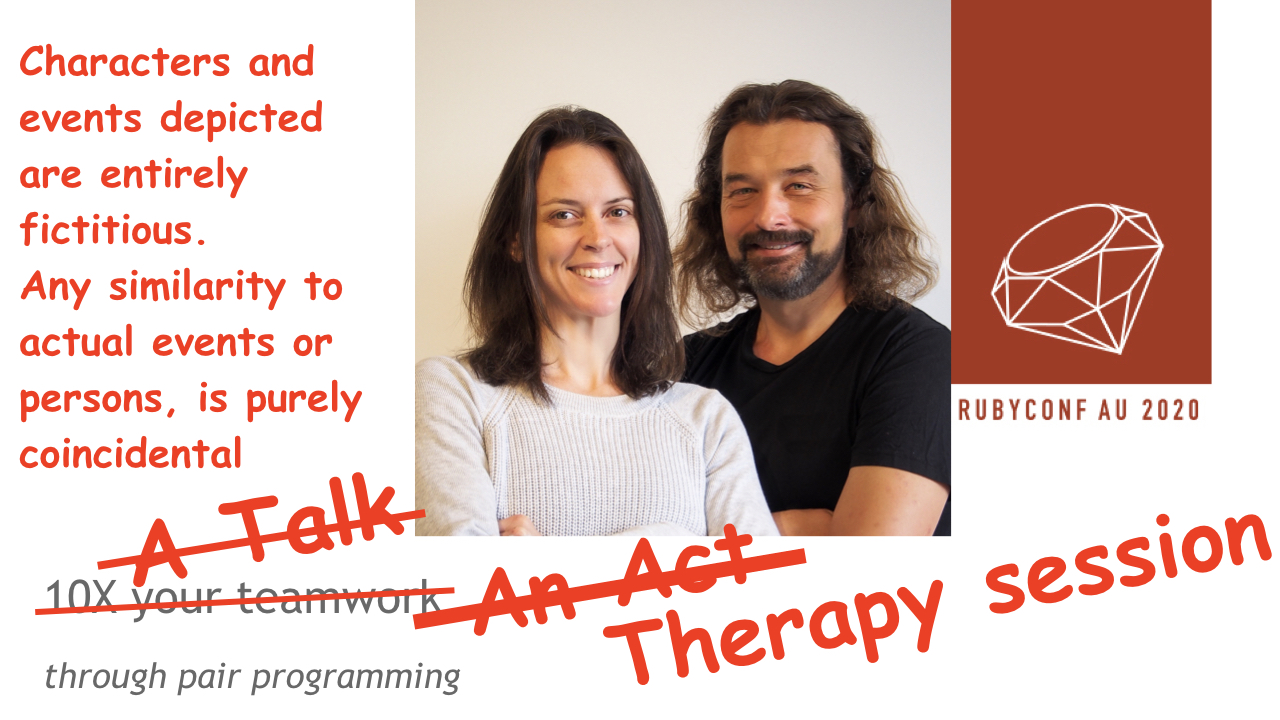 Characters and
events depicted
are entirely
fictitious.
Any similarity to
actual events or
persons, is purely
coincidental
RUBYCONF AU 2020
A Talk
10X your teamwork
An Act
Therapy session
through pair programming